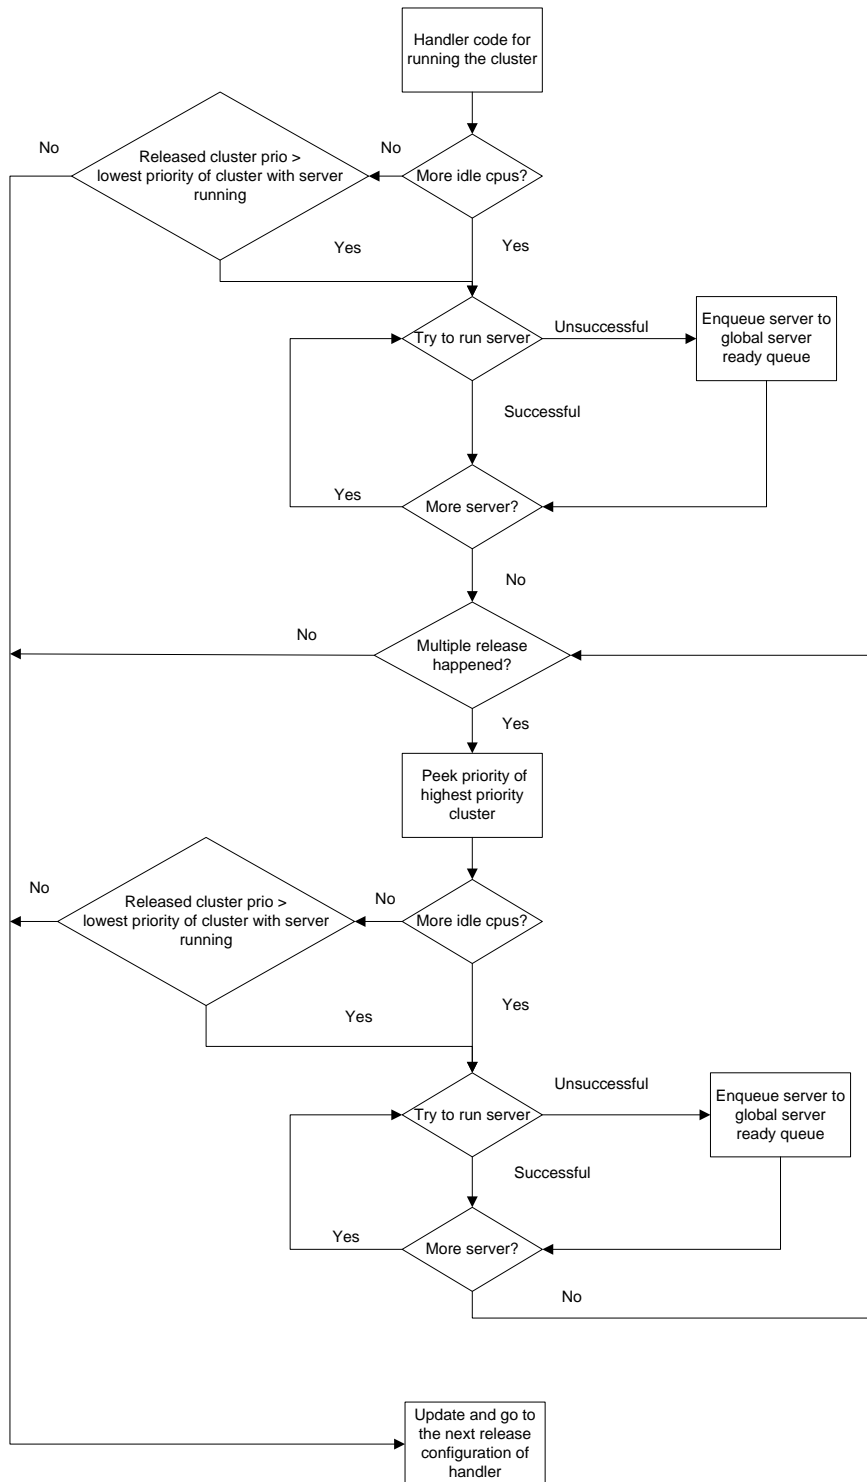 Handler code for
running the cluster
No
Released cluster prio >
lowest priority of cluster with server
running
No
More idle cpus?
Yes
Yes
Try to run server
Unsuccessful
Enqueue server to
global server
ready queue
Successful
Yes
More server?
No
No
Multiple release
happened?
Yes
Peek priority of
highest priority
cluster
No
Released cluster prio >
lowest priority of cluster with server
running
No
More idle cpus?
Yes
Yes
Try to run server
Unsuccessful
Enqueue server to
global server
ready queue
Successful
Yes
More server?
No
Update and go to
the next release
configuration of
handler